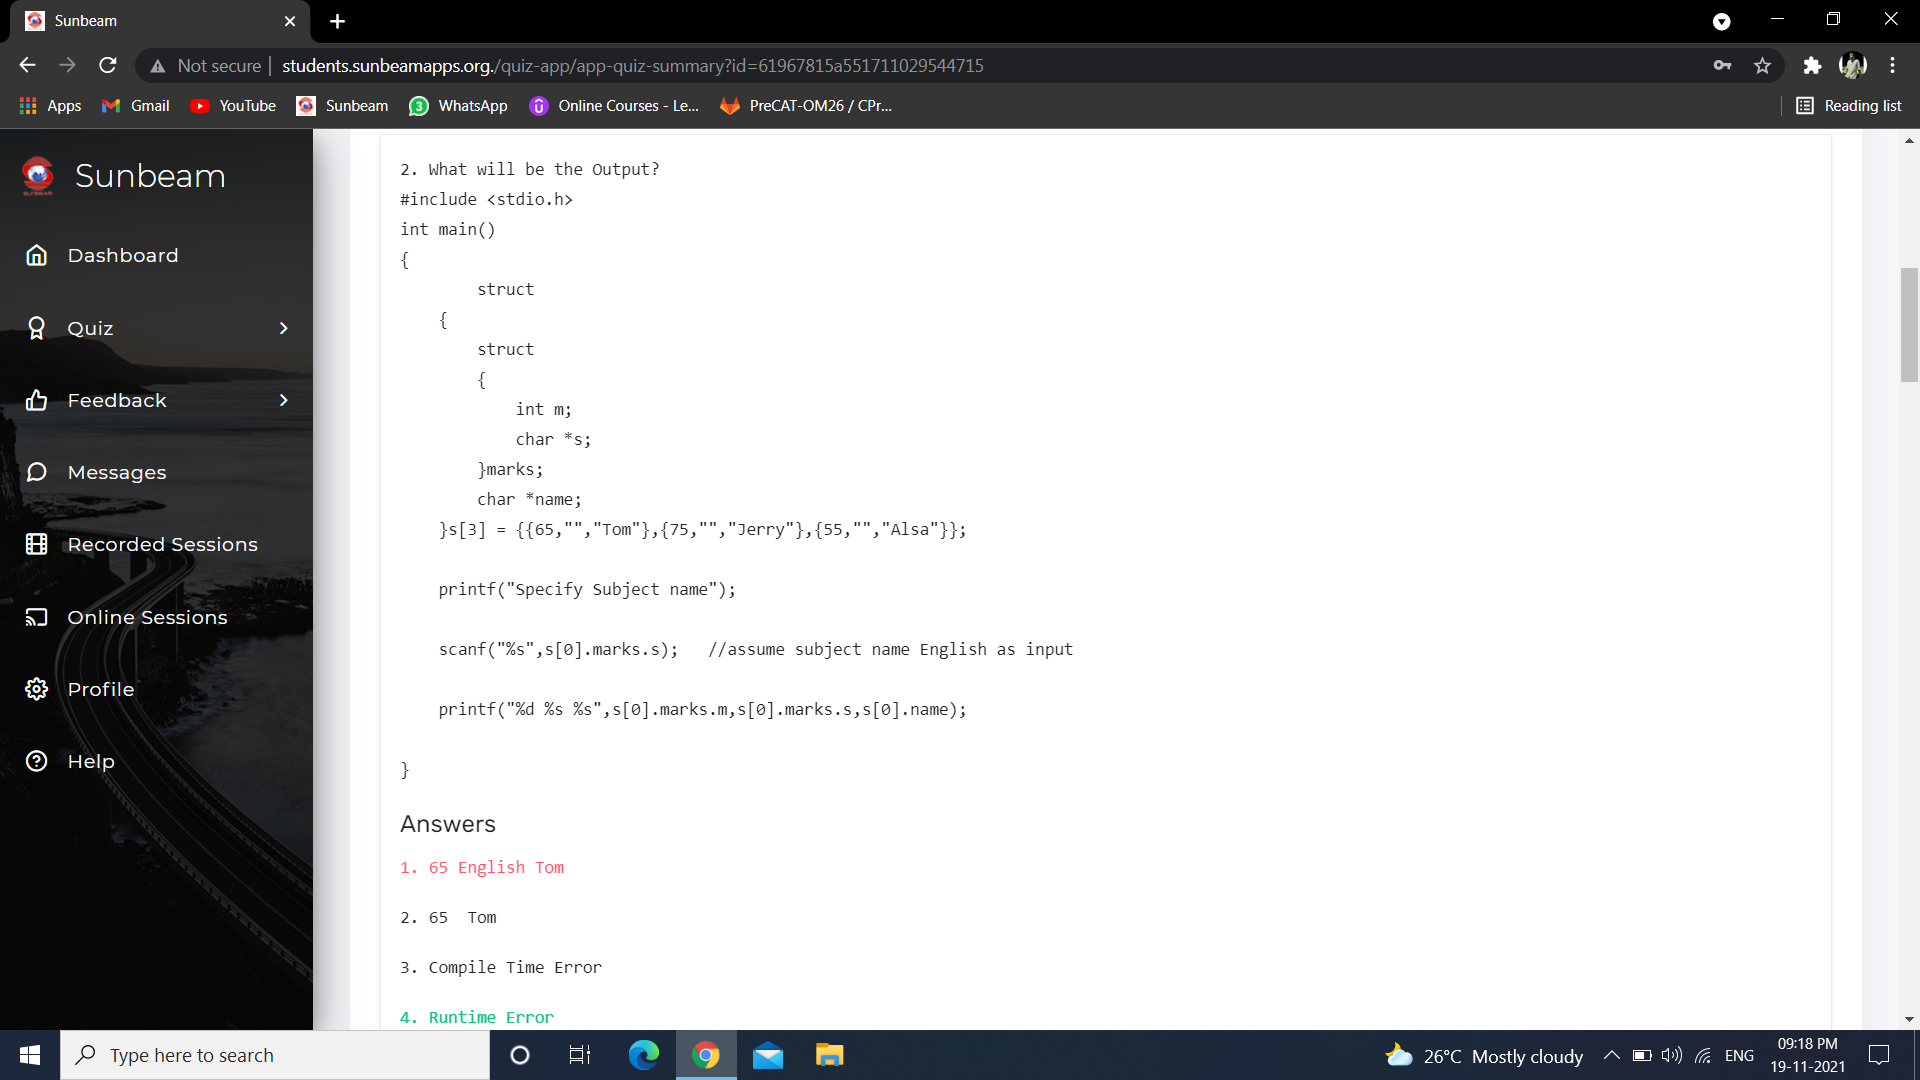 Sunbeam
Not secure
students.sunbeamapps.org./quiz-app/app-quiz-summary?id=61967815a551711029544715
Apps
Gmail
YouTube
Sunbeam
3
WhatsApp
Online Courses - Le...
PreCAT-OM26 / CPr...
Reading list
Sunbeam
Dashboard
Quiz
Feedback
Messages
Recorded Sessions
Online Sessions
Profile
Help
2. What will be the Output?
#include <stdio.h>
int main()
{
struct
{
struct
{
int m;
char *s;
}marks;
char *name;
}s[3] = {{65,"","Tom"},{75,"","Jerry"},{55,"","Alsa"}};
printf("Specify Subject name");
scanf("%s",s[0].marks.s);   //assume subject name English as input
printf("%d %s %s",s[0].marks.m,s[0].marks.s,s[0].name);
}
Answers
1. 65 English Tom
2. 65  Tom
3. Compile Time Error
4. Runtime Error
Type here to search
26°C Mostly cloudy
ENG
09:18 PM
19-11-2021